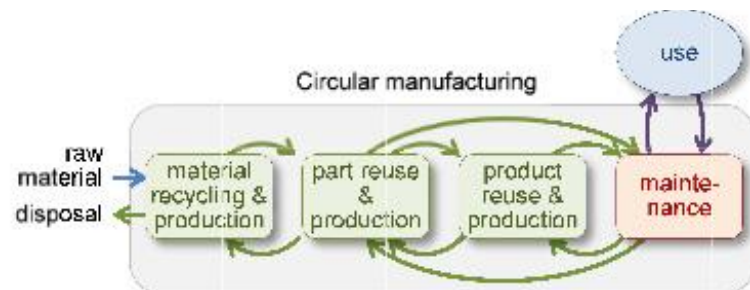 use
Circular manufacturing
raw
material
disposal
material
recycling &
production
part reuse
&
production
product
reuse &
production
mainte-
nance